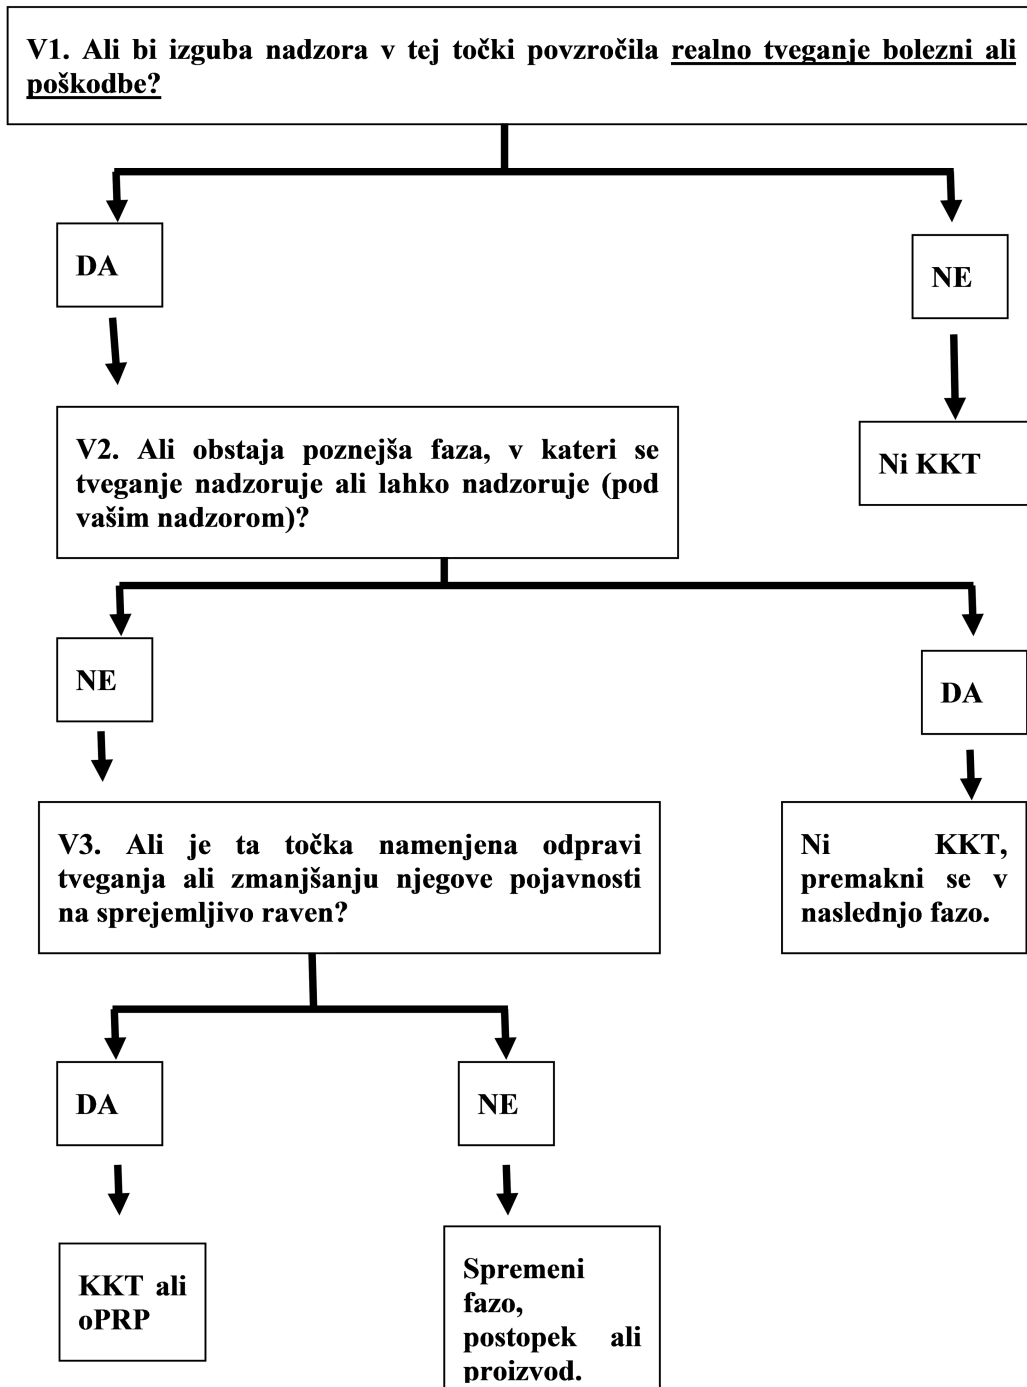 V1. Ali bi izguba nadzora v tej točki povzročila realno tveganje bolezni ali
poškodbe?
DA
NE
V2. Ali obstaja poznejša faza, v kateri se
tveganje nadzoruje ali lahko nadzoruje (pod
vašim nadzorom)?
Ni KKT
NE
DA
V3. Ali je ta točka namenjena odpravi
tveganja ali zmanjšanju njegove pojavnosti
na sprejemljivo raven?
Ni KKT,
premakni se v
naslednjo fazo.
DA
NE
KKT ali
oPRP
Spremeni
fazo,
postopek ali
proizvod.